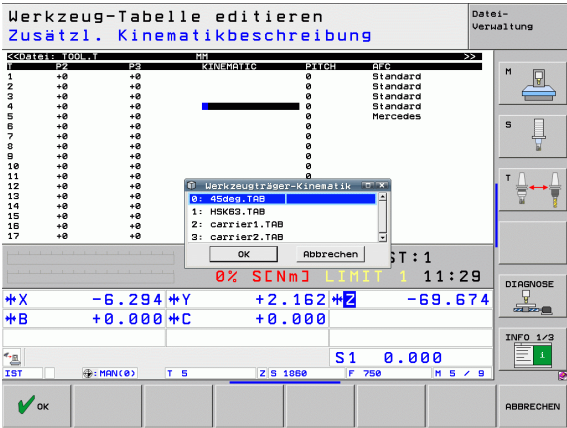 Werkzeug-Tabelle editieren
Zusätzl. Kinematikbeschreibung
Datei-
Verwaltung
<<Datei: TOOL.T MM >>
T P2 P3 KINEMATIC PITCH AFC
1 +0 +0 0 Standard
2 +0 +0 0 Standard
3 +0 +0 0 Standard
4 +0 +0 0 Standard
5 +0 +0 0 Mercedes
6 +0 +0 0
7 +0 +0 0
8 +0 +0 0
9 +0 +0 0
10 +0 +0 0
11 +0 +0 0
12 +0 +0 0
13 +0 +0
14 +0 +0
15 +0 +0
16 +0 +0
17 +0 +0
Werkzeugträger-Kinematik
0: 45deg.TAB
1: HSK63.TAB
2: carrier1.TAB
3: carrier2.TAB
OK Abbrechen
ST:1
0% S[Nm] LIMIT 1 11:29
X -6.294 Y +2.162 Z -69.674
B +0.000 C +0.000
S1 0.000
IST MAN(0) T 5 Z S 1860 F 750 M 5 / 9
M
S
T
DIAGNOSE
INFO 1/3
OK
ABBRECHEN